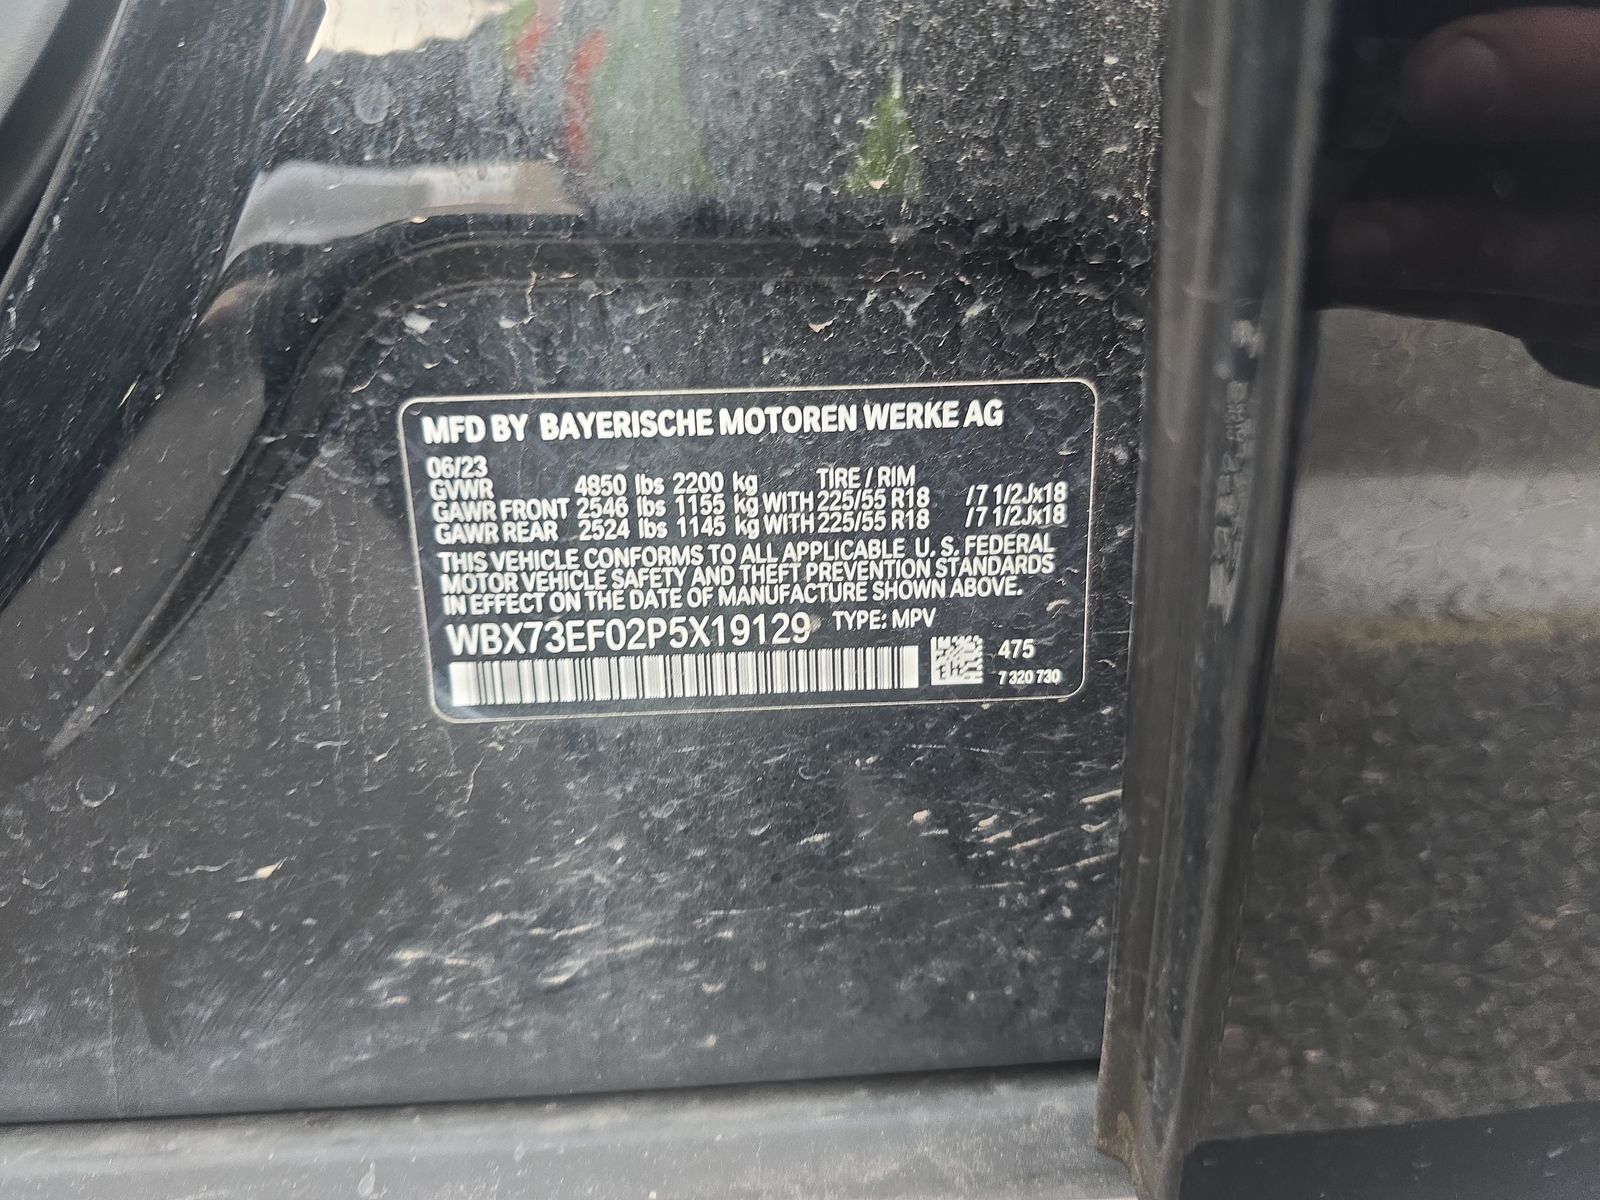 MFD BY BAYERISCHE MOTOREN WERKE AG
06/23
GVWR 4850 lbs 2200 kg TIRE / RIM
GAWR FRONT 2546 lbs 1155 kg WITH 225/55 R18 /7 1/2Jx18
GAWR REAR 2524 lbs 1145 kg WITH 225/55 R18 /7 1/2Jx18
THIS VEHICLE CONFORMS TO ALL APPLICABLE U. S. FEDERAL
MOTOR VEHICLE SAFETY AND THEFT PREVENTION STANDARDS
IN EFFECT ON THE DATE OF MANUFACTURE SHOWN ABOVE.
WBX73EF02P5X19129 TYPE: MPV
475
7 320 730